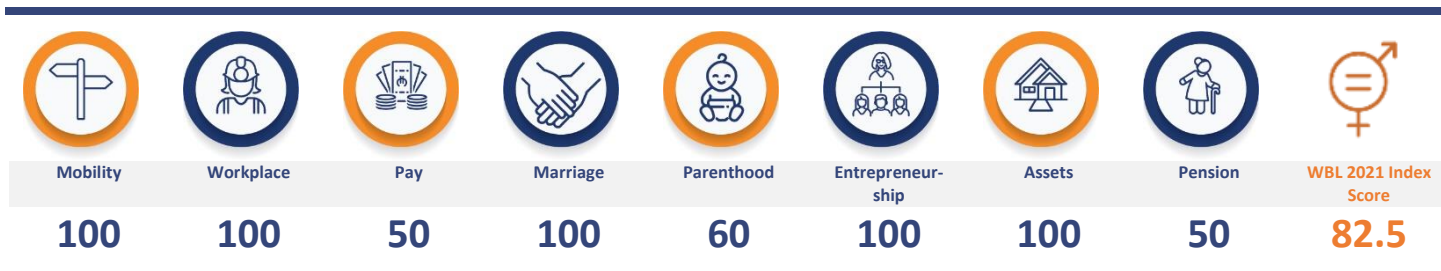 Mobility Workplace Pay Marriage Parenthood Entrepreneur- Assets Pension WBL 2021 Index
ship Score
100 100 50 100 60 100 100 50 82.5